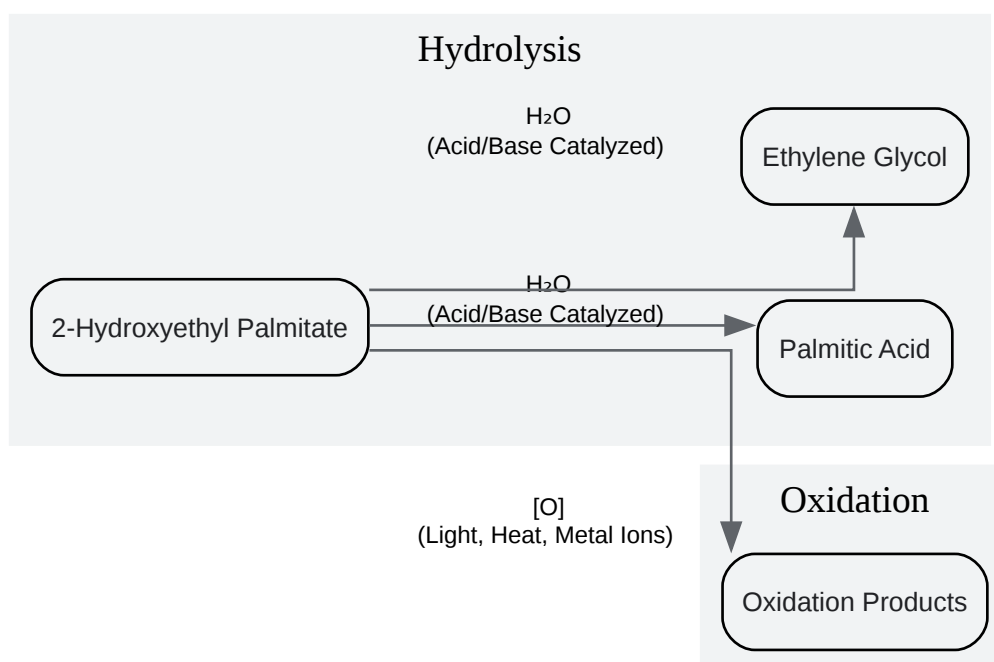 Hydrolysis
H₂O
(Acid/Base Catalyzed)
Ethylene Glycol
H₂O
(Acid/Base Catalyzed)
2-Hydroxyethyl Palmitate
Palmitic Acid
[O]
(Light, Heat, Metal Ions)
Oxidation
Oxidation Products